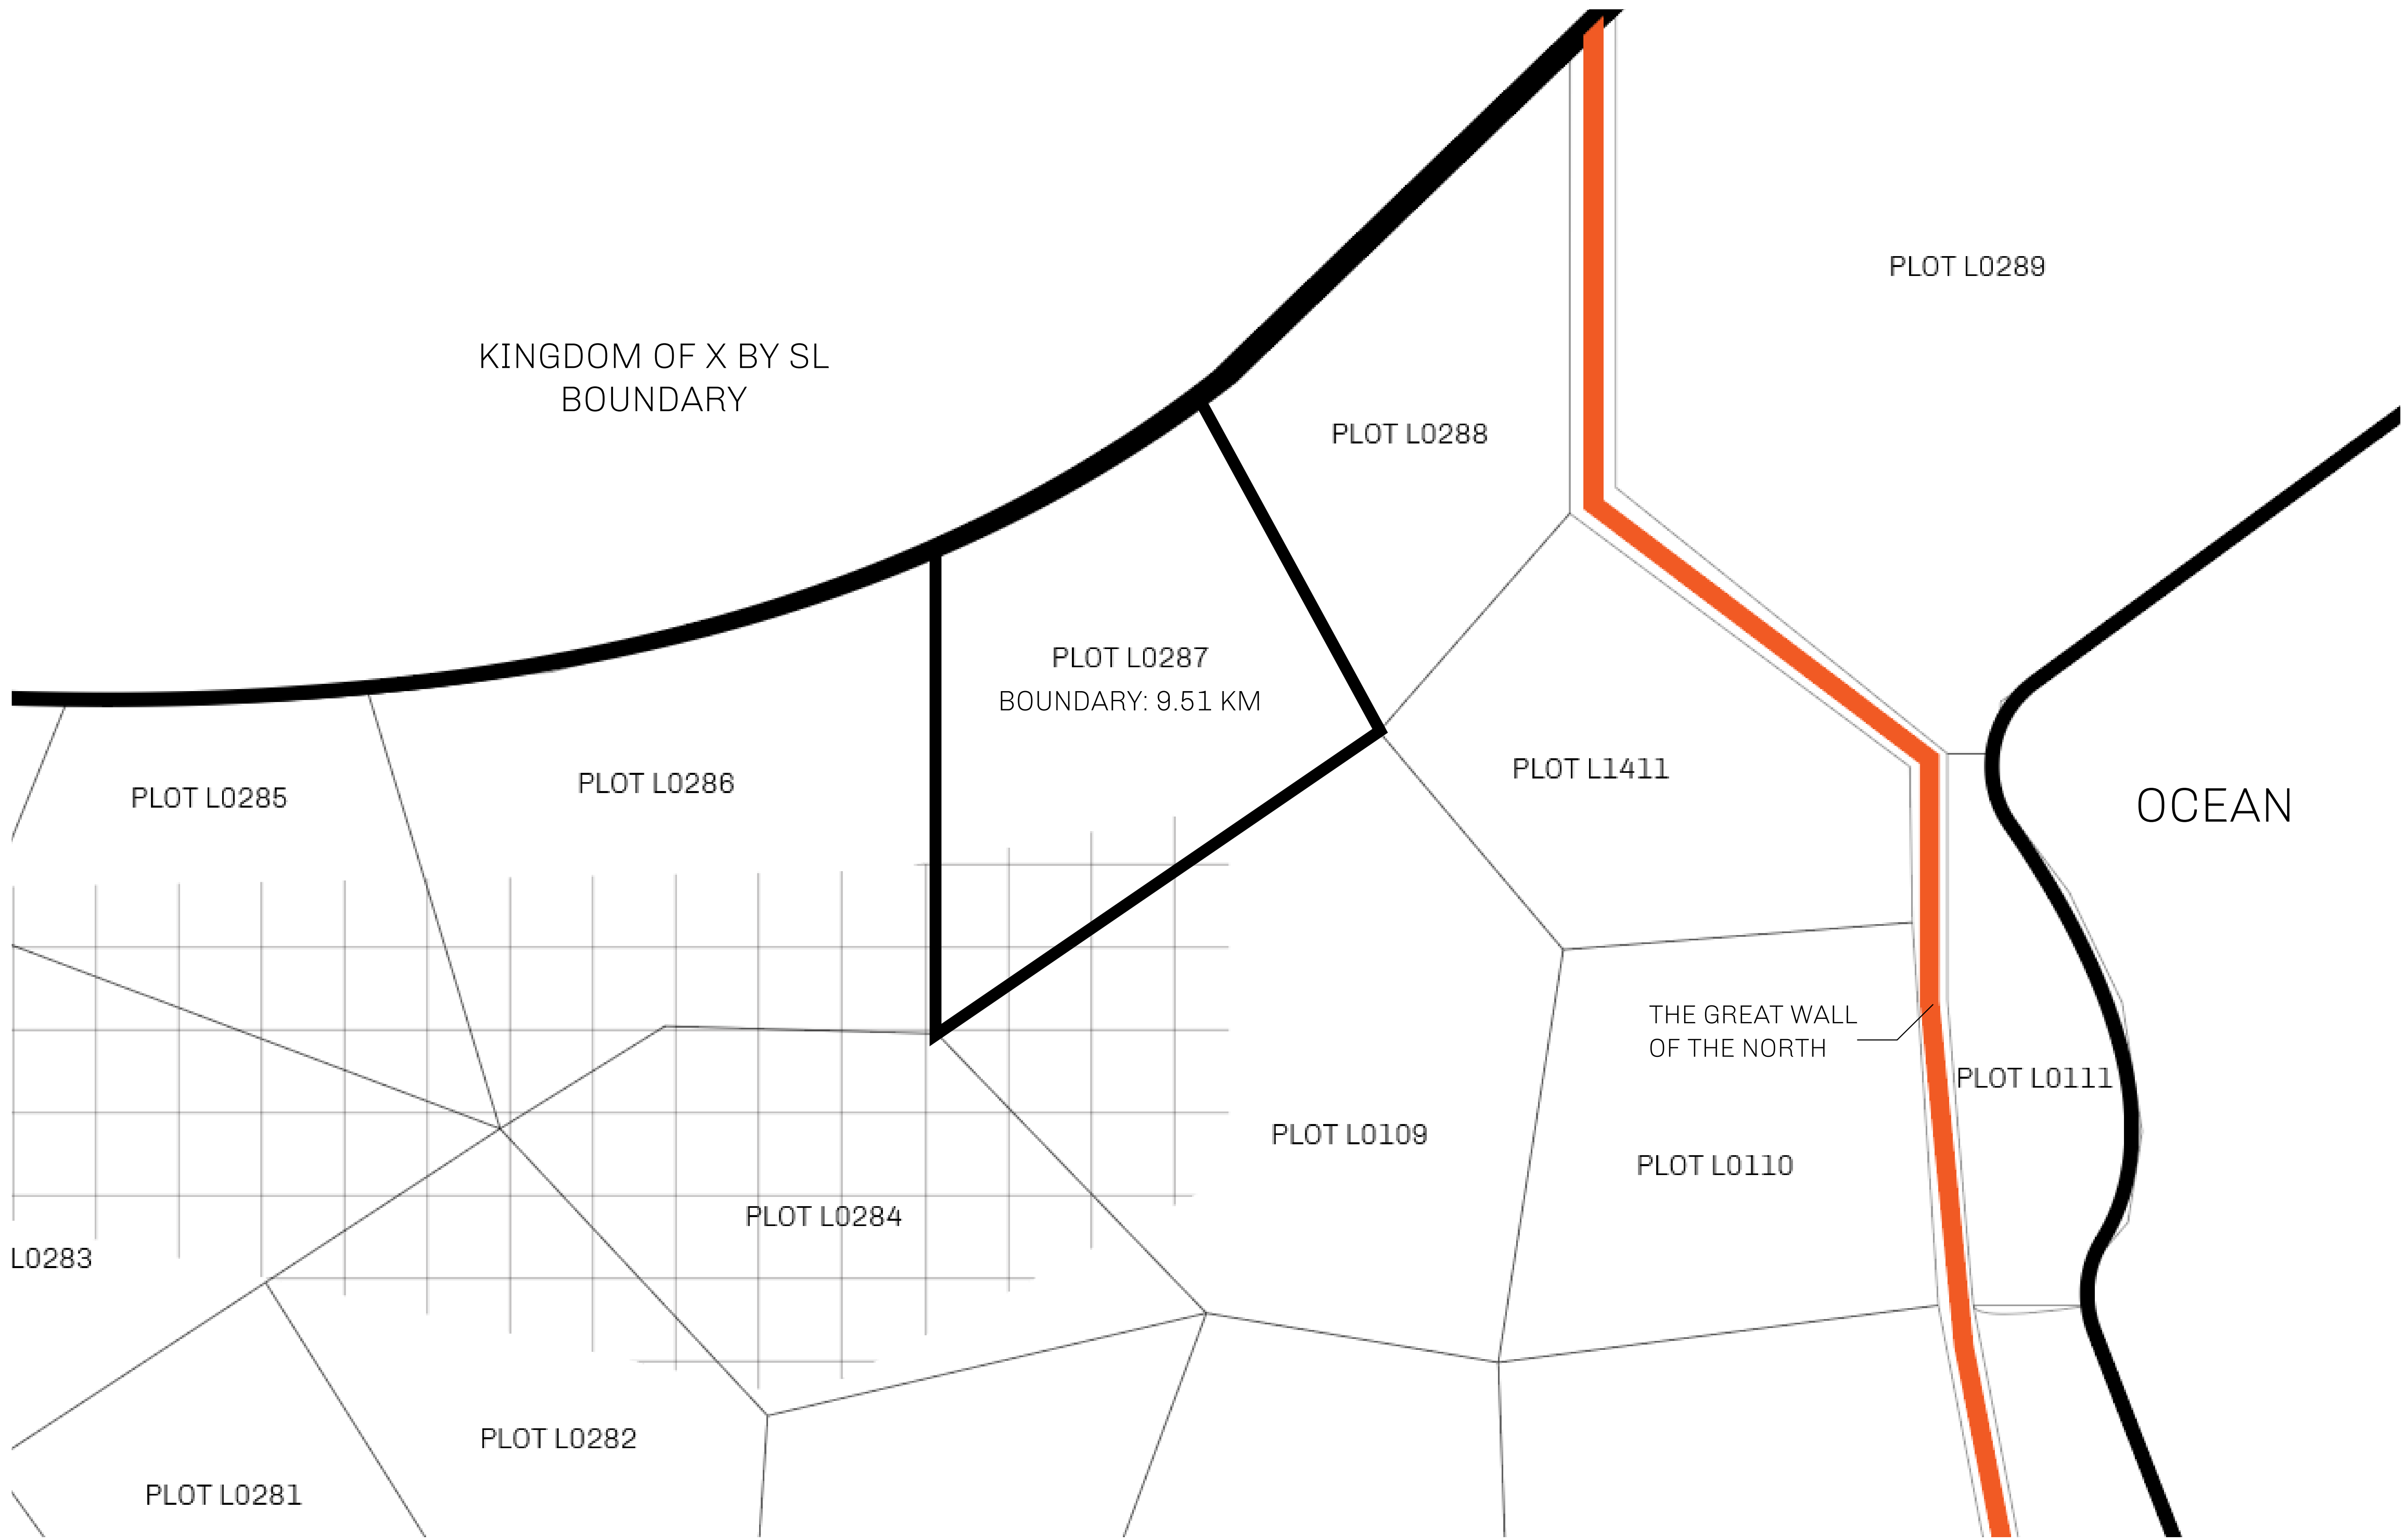 PLOT L0289
KINGDOM OF X BY SL
BOUNDARY
PLOT L0288
PLOT L0287
BOUNDARY: 9.51 KM
PLOT L1411
PLOT L0286
PLOT L0285
OCEAN
THE GREAT WALL
OF THE NORTH
PLOT L0111
PLOT L0109
PLOT L0110
PLOT L0284
L0283
PLOT L0282
PLOT L0281